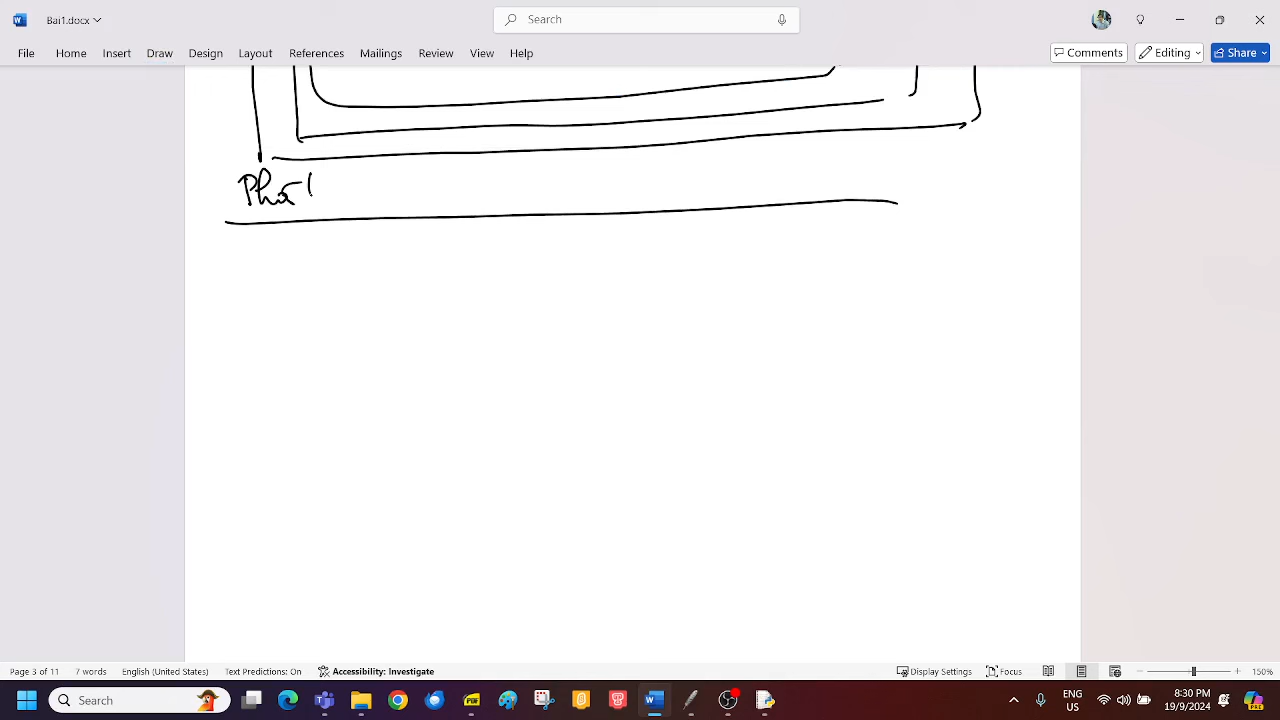 Bai1.docx
Search
File Home Insert Draw Design Layout References Mailings Review View Help
Comments Editing Share
Page 3 of 11 7 words English (United States) Text Predictions: On Accessibility: Investigate
Display Settings Focus 150%
Search
ENG
US
8:30 PM
19/9/2024